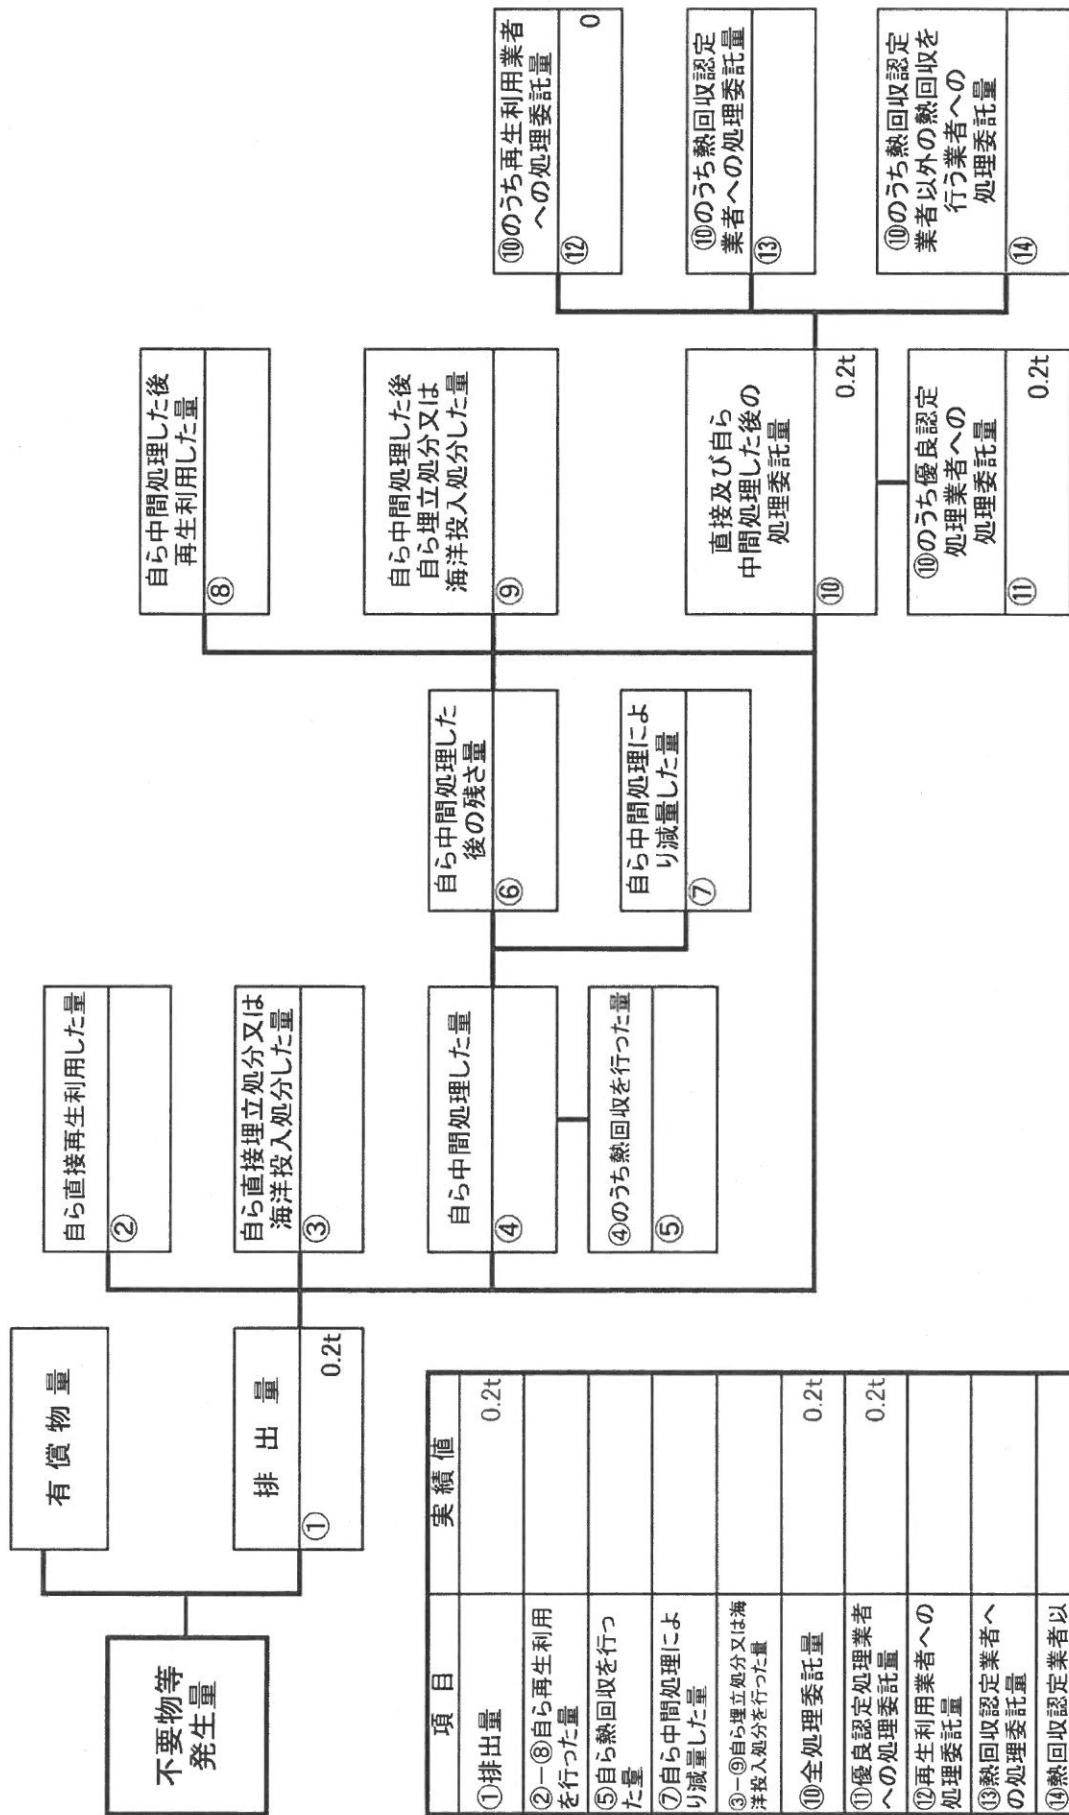 不要物等
発生量
有償物量
排出量
①
0.2t
自ら直接再生利用した量
②
自ら直接埋立処分又は
海洋投入処分した量
③
自ら中間処理した量
④
④のうち熱回収を行った量
⑤
自ら中間処理した
後の残さ量
⑥
自ら中間処理によ
り減量した量
⑦
自ら中間処理した後
再生利用した量
⑧
自ら中間処理した後
自ら埋立処分又は
海洋投入処分した量
⑨
直接及び自ら
中間処理した後の
処理委託量
⑩
0.2t
⑩のうち優良認定
処理業者への
処理委託量
⑪
0.2t
⑩のうち再生利用業者
への処理委託量
⑫
0
⑩のうち熱回収認定
業者への処理委託量
⑬
⑩のうち熱回収認定
業者以外の熱回収を
行う業者への
処理委託量
⑭
項目 実績値
①排出量 0.2t
②−⑧自ら再生利用
を行った量
⑤自ら熱回収を行っ
た量
⑦自ら中間処理によ
り減量した量
③−⑨自ら埋立処分又は海
洋投入処分を行った量
⑩全処理委託量 0.2t
⑪優良認定処理業者
への処理委託量 0.2t
⑫再生利用業者への
処理委託量
⑬熱回収認定業者へ
の処理委託量
⑭熱回収認定業者以